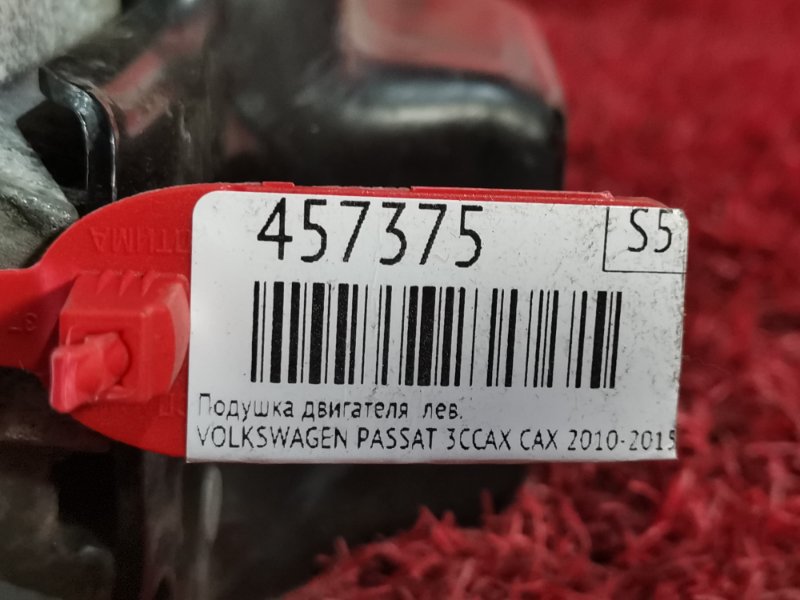 457375
S5
Подушка двигателя лев.
VOLKSWAGEN PASSAT 3CCAX CAX 2010-2015